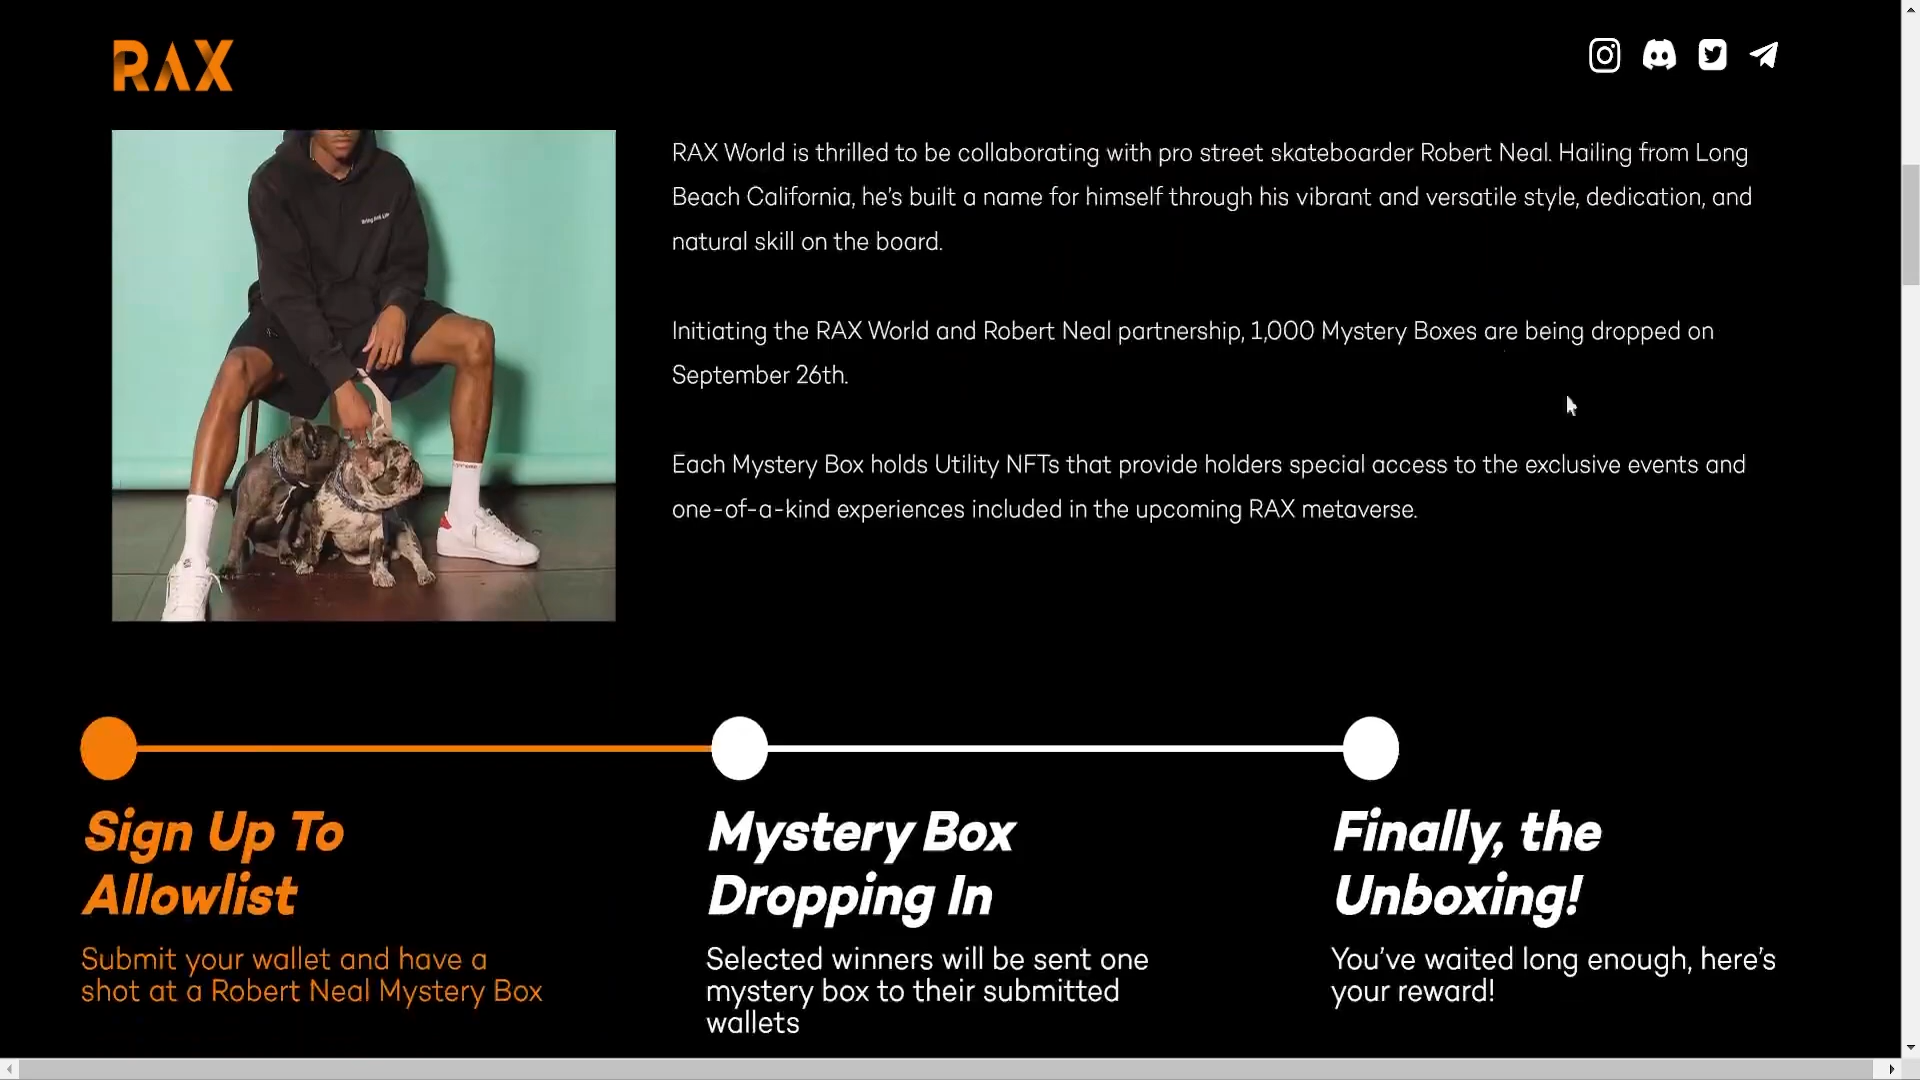 RAX
RAX World is thrilled to be collaborating with pro street skateboarder Robert Neal. Hailing from Long
Beach California, he's built a name for himself through his vibrant and versatile style, dedication, and
natural skill on the board.
Initiating the RAX World and Robert Neal partnership, 1,000 Mystery Boxes are being dropped on
September 26th.
Each Mystery Box holds Utility NFTs that provide holders special access to the exclusive events and
one-of-a-kind experiences included in the upcoming RAX metaverse.
Sign Up To
Allowlist
Submit your wallet and have a
shot at a Robert Neal Mystery Box
Mystery Box
Dropping In
Selected winners will be sent one
mystery box to their submitted
wallets
Finally, the
Unboxing!
You've waited long enough, here's
your reward!